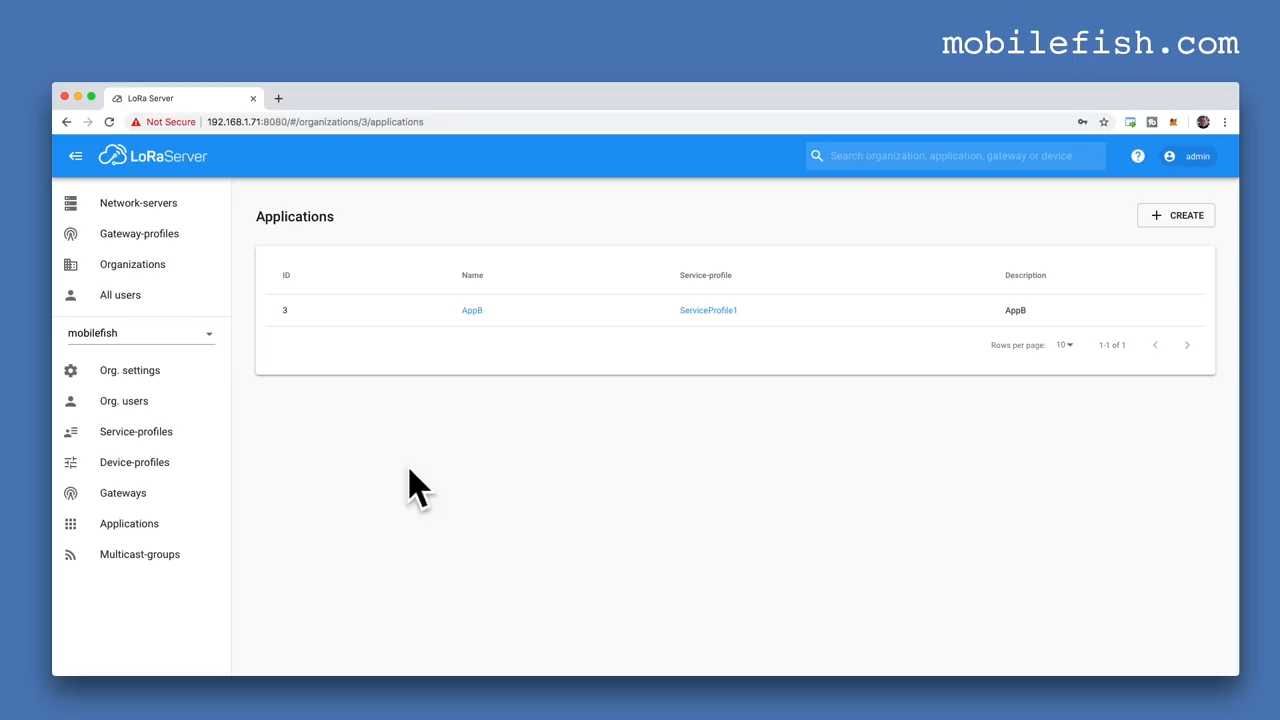 mobilefish.com
LoRa Server
Not Secure 192.168.1.71:8080/#/organizations/3/applications
LoRaServer
Search organization, application, gateway or device
? admin
Network-servers
Gateway-profiles
Organizations
All users
mobilefish
Org. settings
Org. users
Service-profiles
Device-profiles
Gateways
Applications
Multicast-groups
Applications
CREATE
ID Name Service-profile Description
3 AppB ServiceProfile1 AppB
Rows per page: 10 1-1 of 1